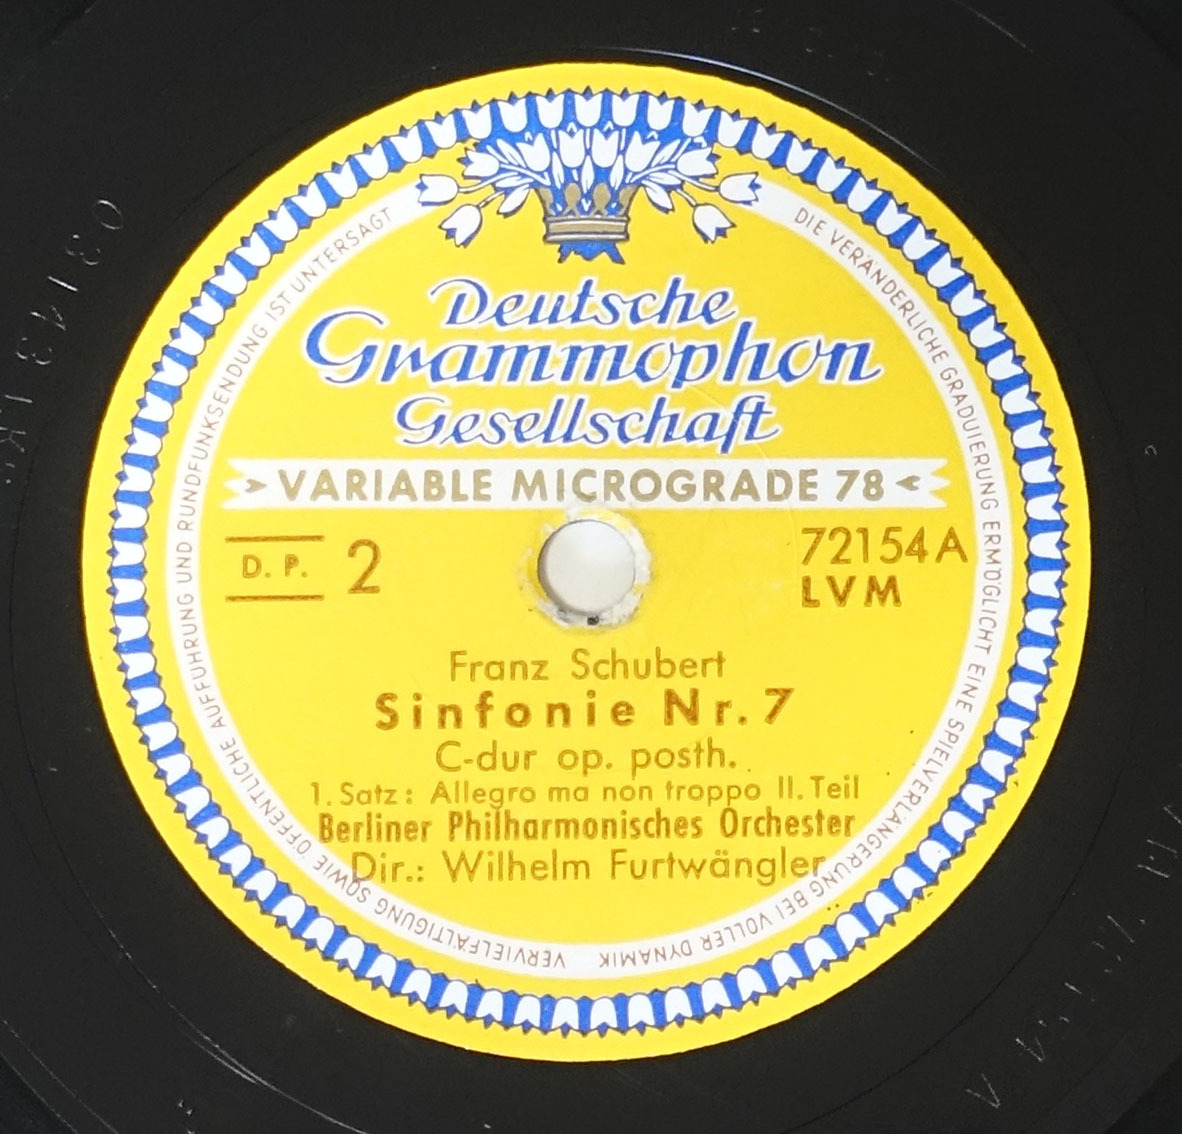 Deutsche
Grammophon
Gesellschaft
VARIABLE MICROGRADE 78
D. P. 2
72154 A
LVM
Franz Schubert
Sinfonie Nr. 7
C-dur op. posth.
1. Satz: Allegro ma non troppo II. Teil
Berliner Philharmonisches Orchester
Dir.: Wilhelm Furtwängler
DIE VERÄNDERLICHE GRADUIERUNG ERMÖGLICHT EINE SPIELVERLÄNGERUNG BEI VOLLER DYNAMIK
VERVIELFÄLTIGUNG SOWIE ÖFFENTLICHE AUFFÜHRUNG UND RUNDFUNKSENDUNG IST UNTERSAGT